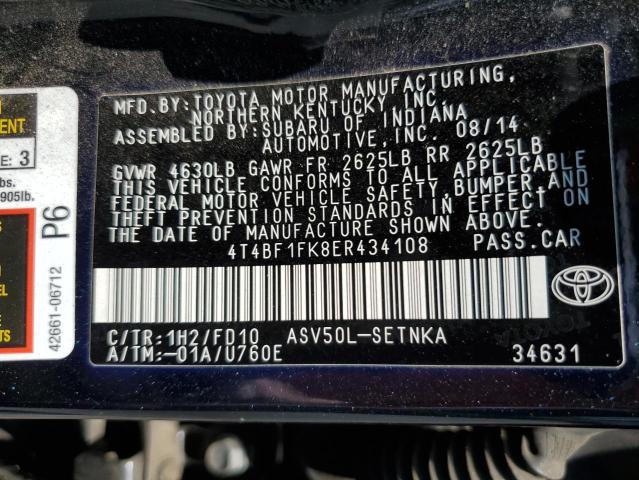 MFD.BY:TOYOTA MOTOR MANUFACTURING,
NORTHERN KENTUCKY INC.
ASSEMBLED BY:SUBARU OF INDIANA
AUTOMOTIVE,INC. 08/14
GVWR 4630LB GAWR FR 2625LB RR 2625LB
THIS VEHICLE CONFORMS TO ALL APPLICABLE
FEDERAL MOTOR VEHICLE SAFETY,BUMPER,AND
THEFT PREVENTION STANDARDS IN EFFECT ON
THE DATE OF MANUFACTURE SHOWN ABOVE.
4T4BF1FK8ER434108 PASS.CAR
C/TR:1H2/FD10 ASV50L-SETNKA
A/TM:-01A/U760E 34631
E: 3
bs.
905lb.
P6
42661-06712